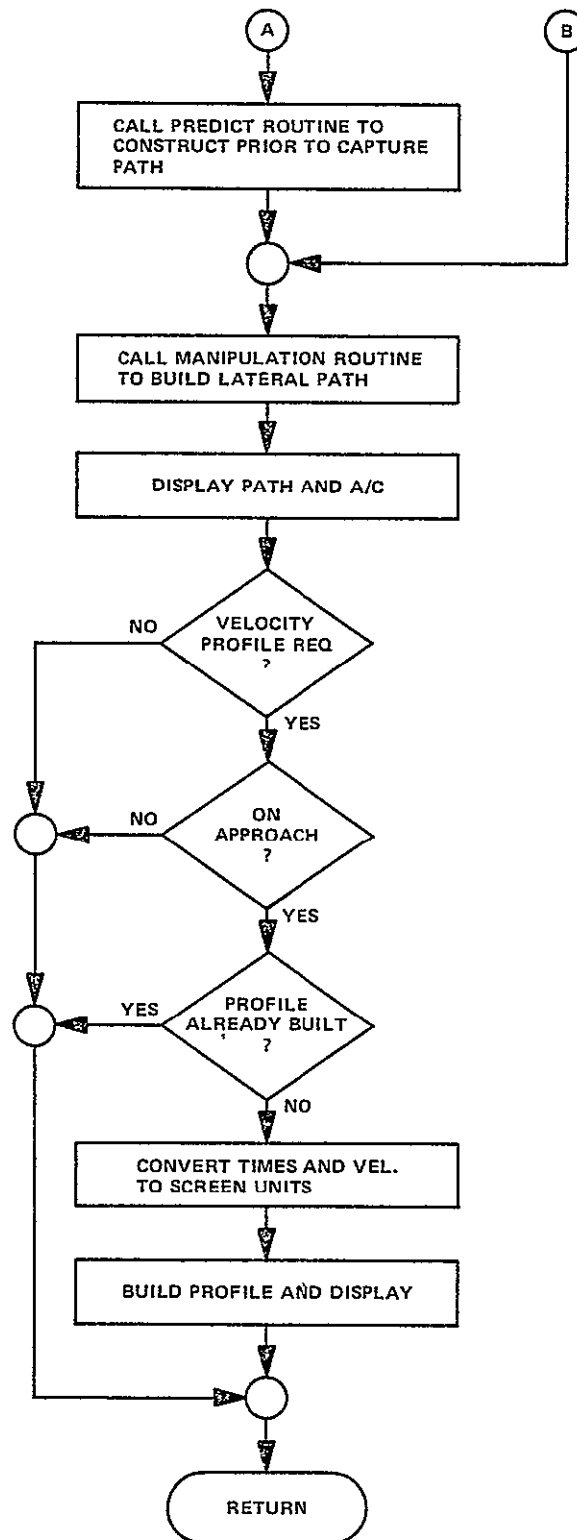 A
B
CALL PREDICT ROUTINE TO
CONSTRUCT PRIOR TO CAPTURE
PATH
CALL MANIPULATION ROUTINE
TO BUILD LATERAL PATH
DISPLAY PATH AND A/C
NO
VELOCITY
PROFILE REQ
?
YES
NO
ON
APPROACH
?
YES
YES
PROFILE
ALREADY BUILT
?
NO
CONVERT TIMES AND VEL.
TO SCREEN UNITS
BUILD PROFILE AND DISPLAY
RETURN